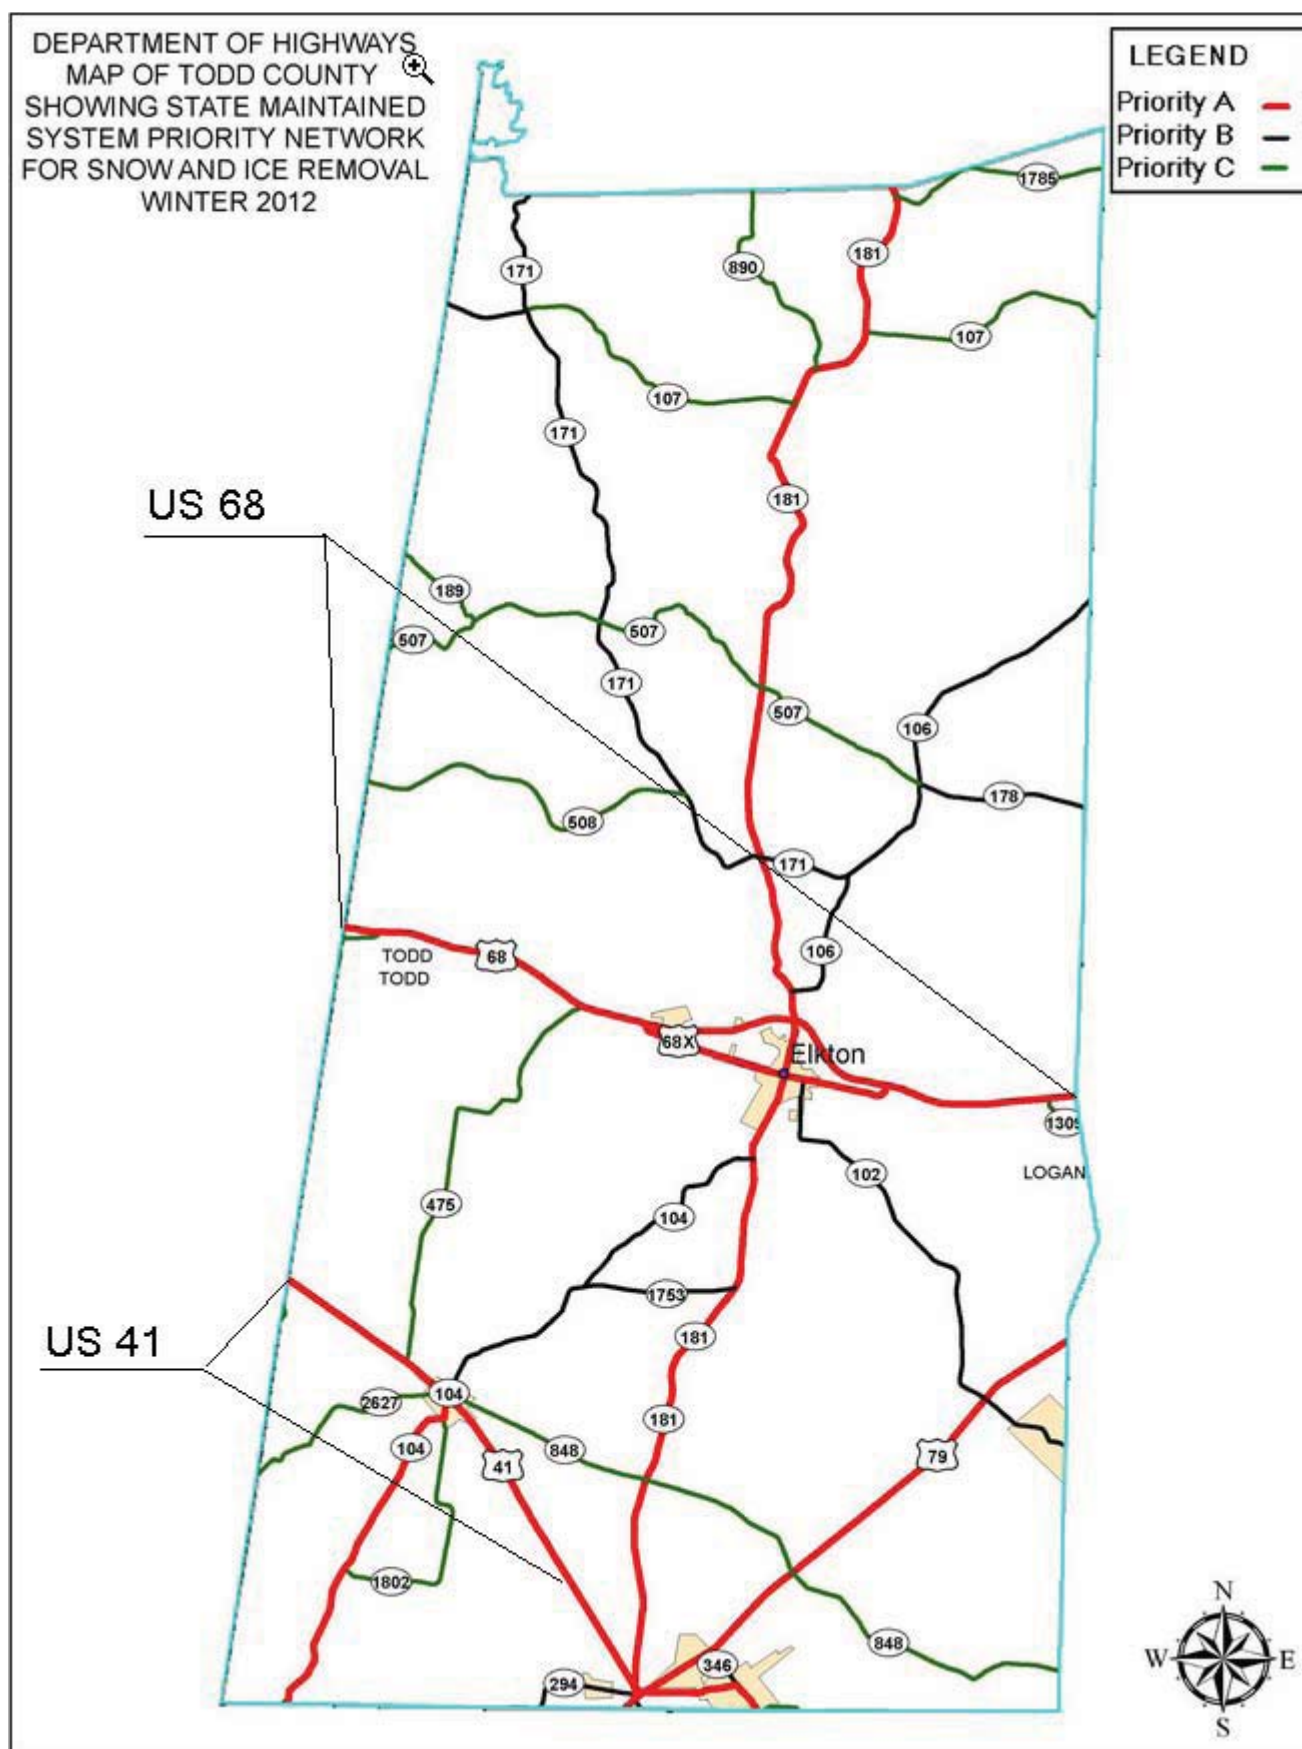 DEPARTMENT OF HIGHWAYS
MAP OF TODD COUNTY
SHOWING STATE MAINTAINED
SYSTEM PRIORITY NETWORK
FOR SNOW AND ICE REMOVAL
WINTER 2012
LEGEND
Priority A
Priority B
Priority C
1785
181
171
890
107
107
171
181
US 68
189
507
507
171
507
106
178
508
171
106
TODD
68
TODD
68X
Elkton
1309
102
LOGAN
475
104
1753
US 41
181
104
2627
181
104
848
79
41
1802
N
848
W E
346
294
S